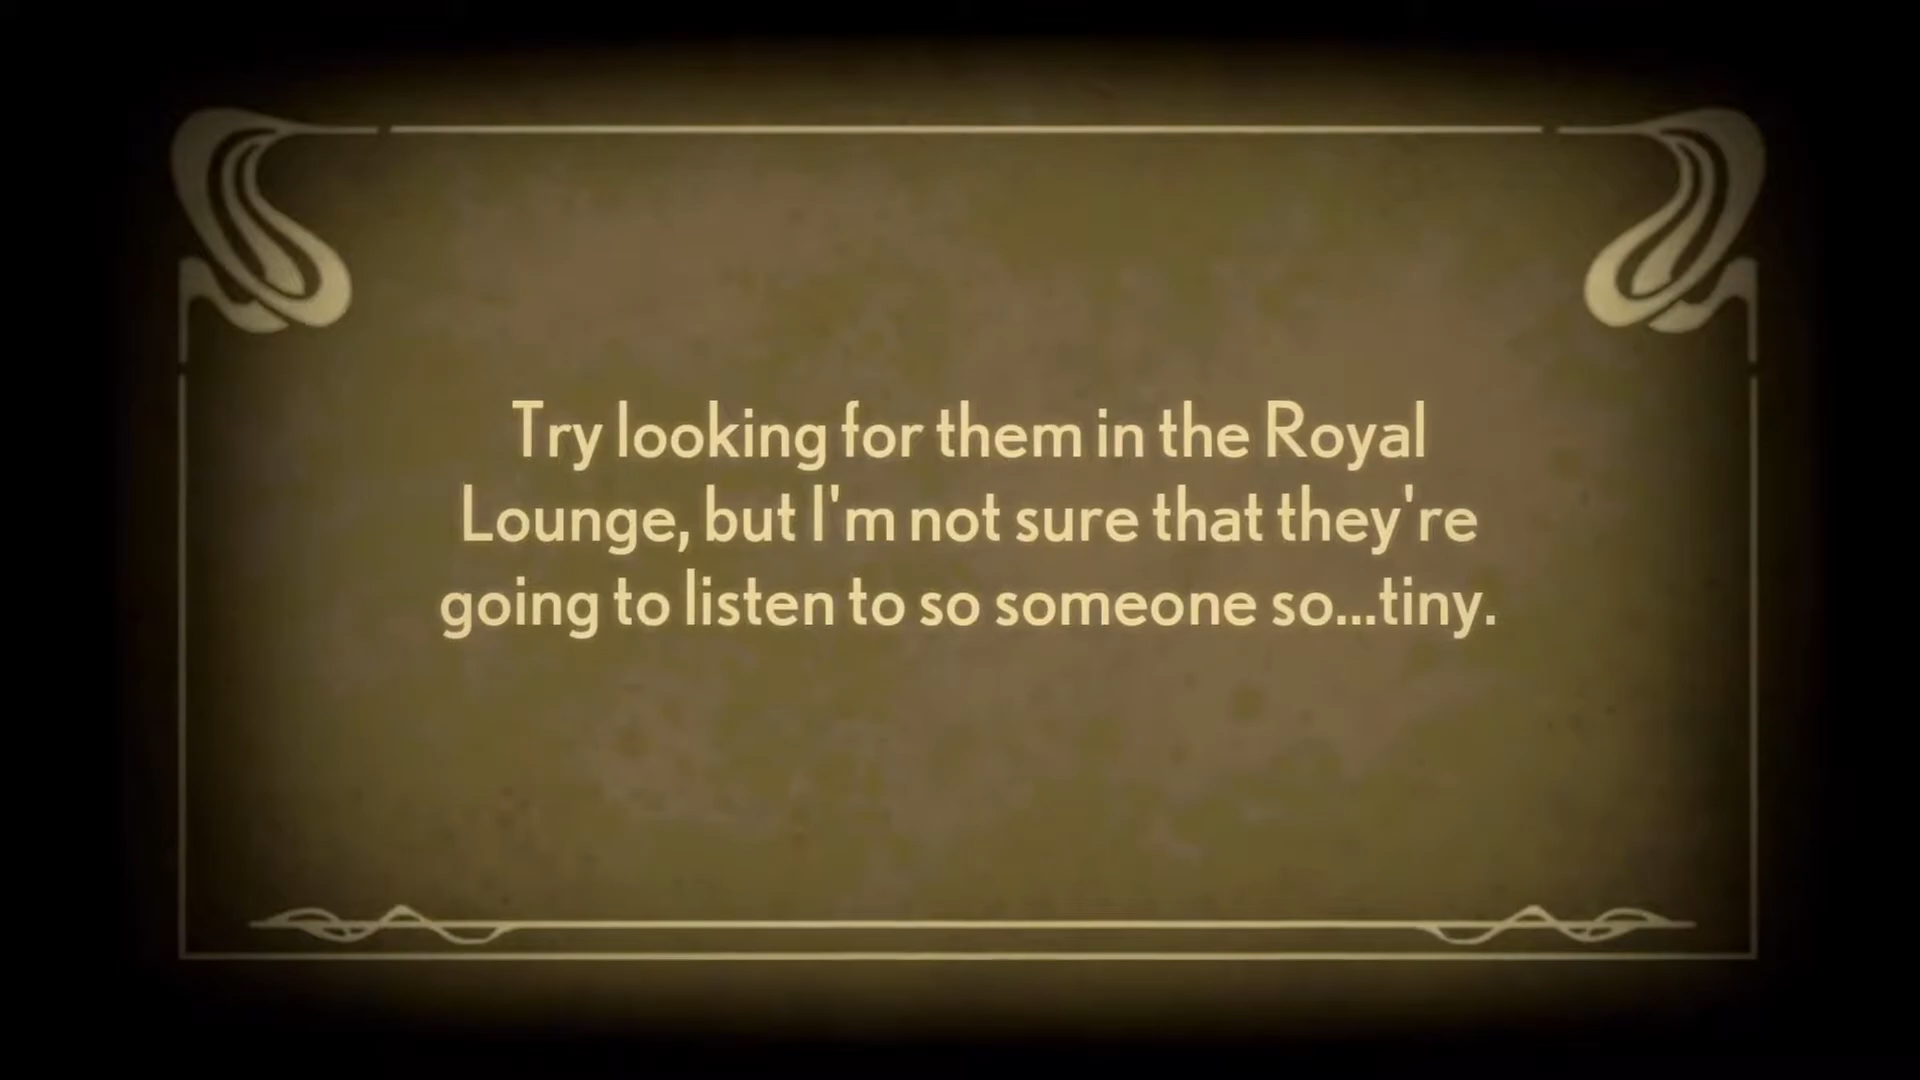 Try looking for them in the Royal
Lounge, but I'm not sure that they're
going to listen to so someone so...tiny.